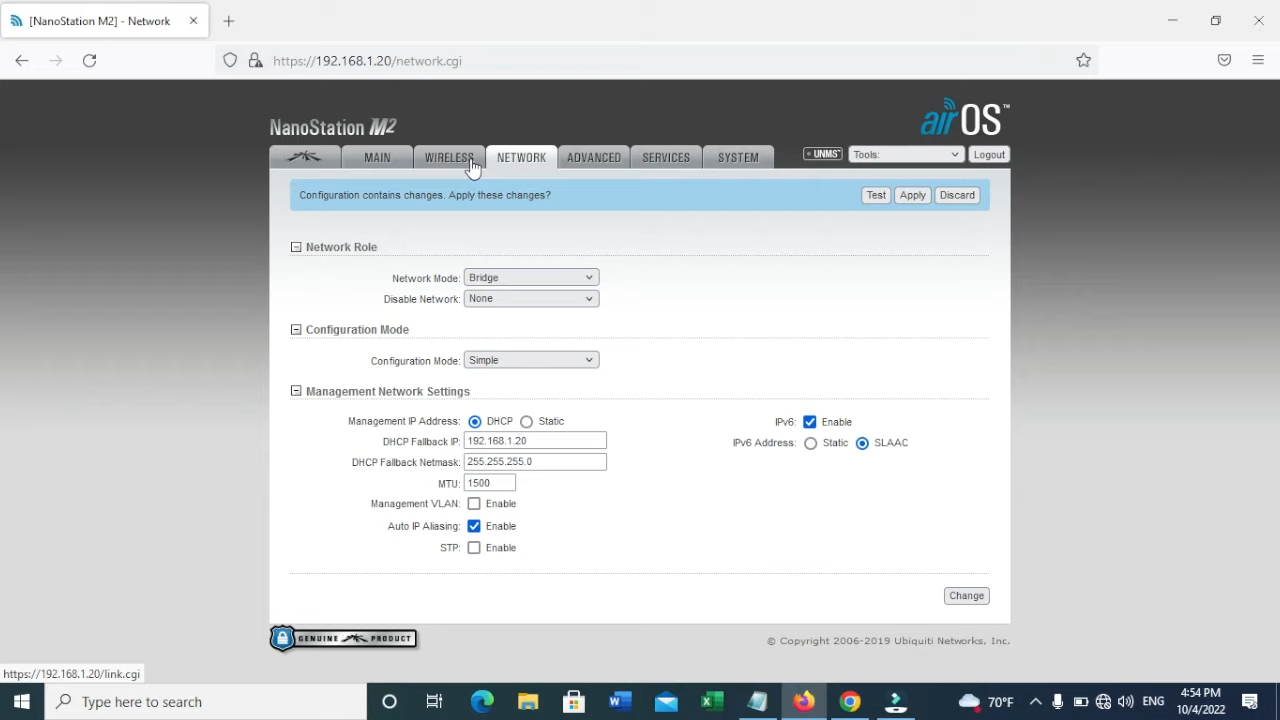 [NanoStation M2] - Network
https://192.168.1.20/network.cgi
NanoStation M2
airOS™
MAIN
WIRELESS
NETWORK
ADVANCED
SERVICES
SYSTEM
UNMS™
Tools:
Logout
Configuration contains changes. Apply these changes?
Test
Apply
Discard
Network Role
Network Mode: Bridge
Disable Network: None
Configuration Mode
Configuration Mode: Simple
Management Network Settings
Management IP Address: DHCP Static
IPv6: Enable
DHCP Fallback IP: 192.168.1.20
IPv6 Address: Static SLAAC
DHCP Fallback Netmask: 255.255.255.0
MTU: 1500
Management VLAN: Enable
Auto IP Aliasing: Enable
STP: Enable
Change
GENUINE PRODUCT
© Copyright 2006-2019 Ubiquiti Networks, Inc.
https://192.168.1.20/link.cgi
Type here to search
70°F
ENG
4:54 PM
10/4/2022